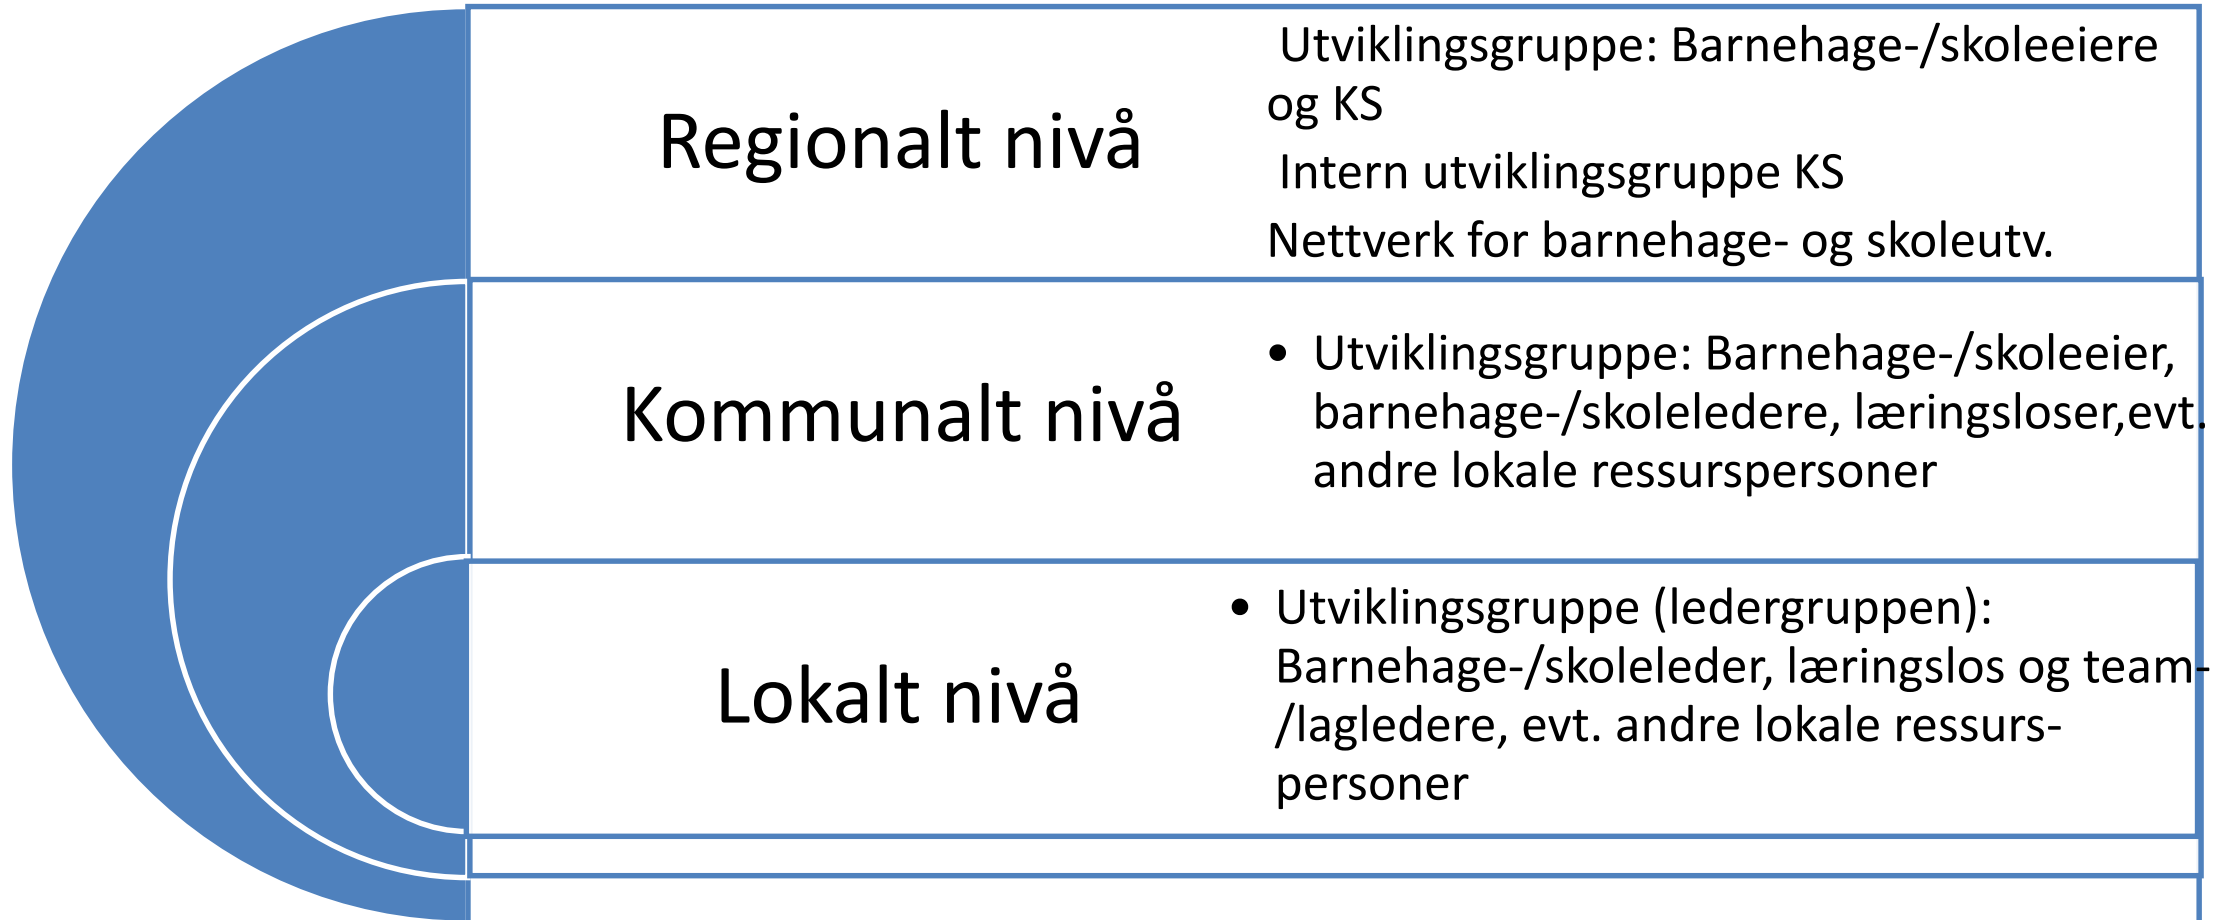 Regionalt nivå
Utviklingsgruppe: Barnehage-/skoleeiere
og KS
Intern utviklingsgruppe KS
Nettverk for barnehage- og skoleutv.
Kommunalt nivå
• Utviklingsgruppe: Barnehage-/skoleeier,
barnehage-/skoleledere, læringsloser,evt.
andre lokale ressurspersoner
Lokalt nivå
• Utviklingsgruppe (ledergruppen):
Barnehage-/skoleleder, læringslos og team-
/lagledere, evt. andre lokale ressurs-
personer